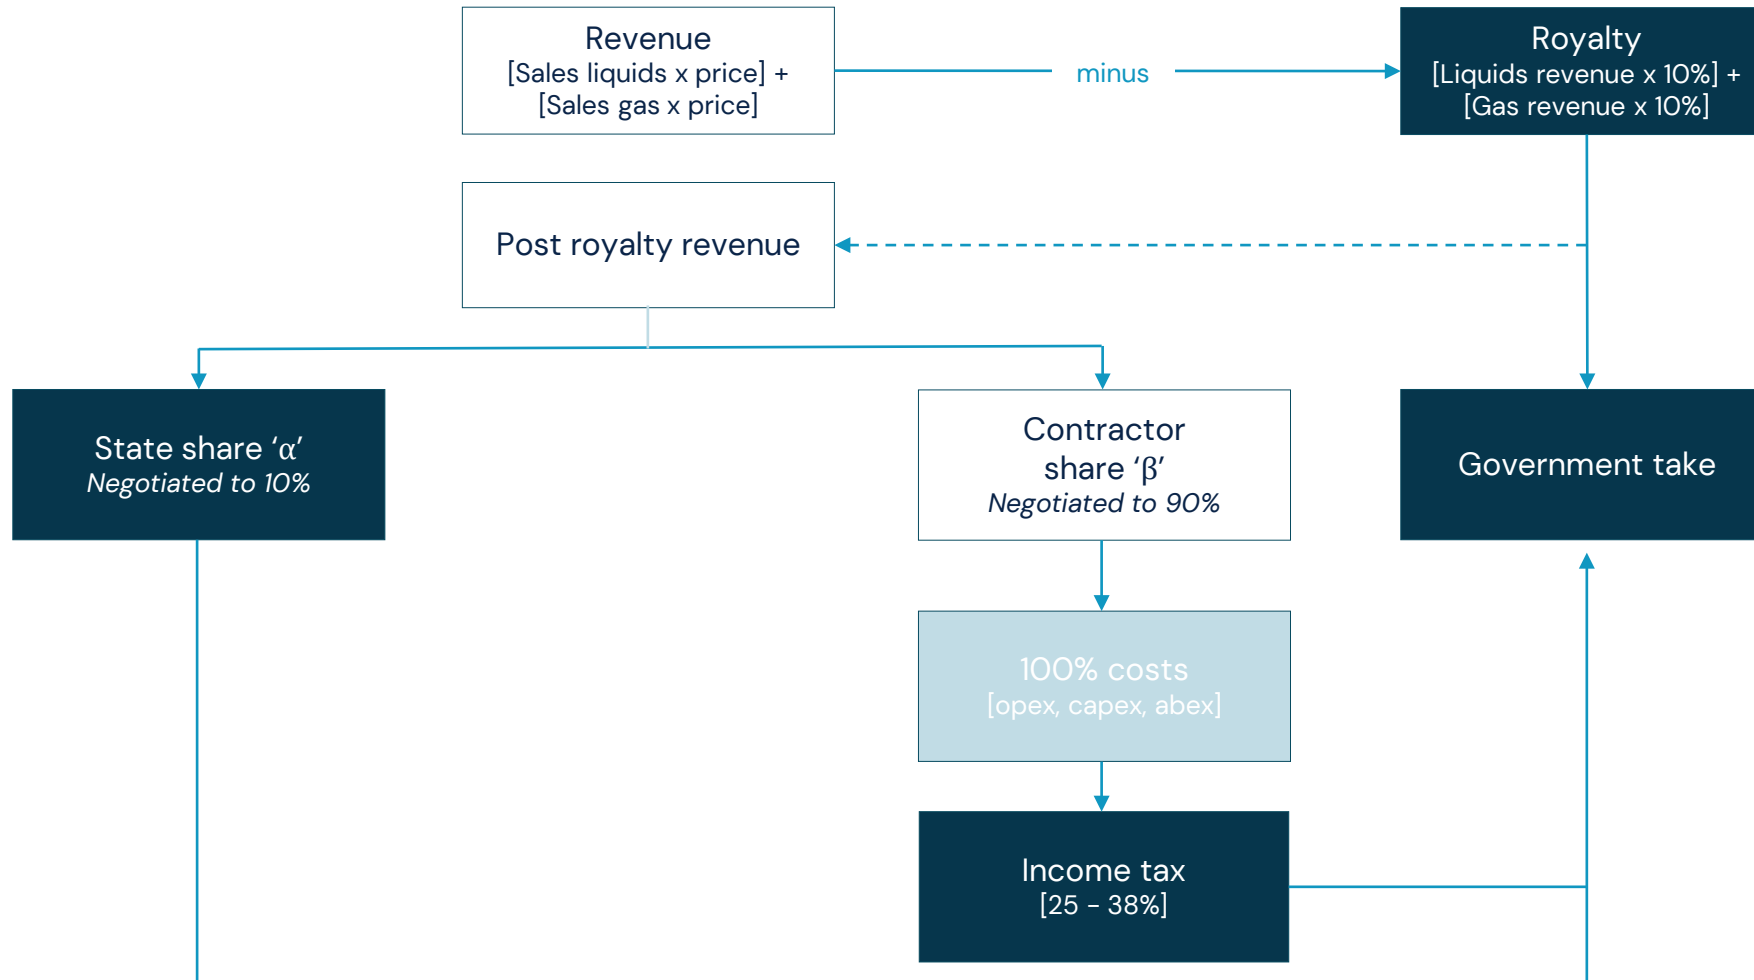 Revenue
[Sales liquids x price] +
[Sales gas x price]
minus
Royalty
[Liquids revenue x 10%] +
[Gas revenue x 10%]
Post royalty revenue
State share ‘α’
Negotiated to 10%
Contractor
share ‘β’
Negotiated to 90%
Government take
100% costs
[opex, capex, abex]
Income tax
[25 – 38%]